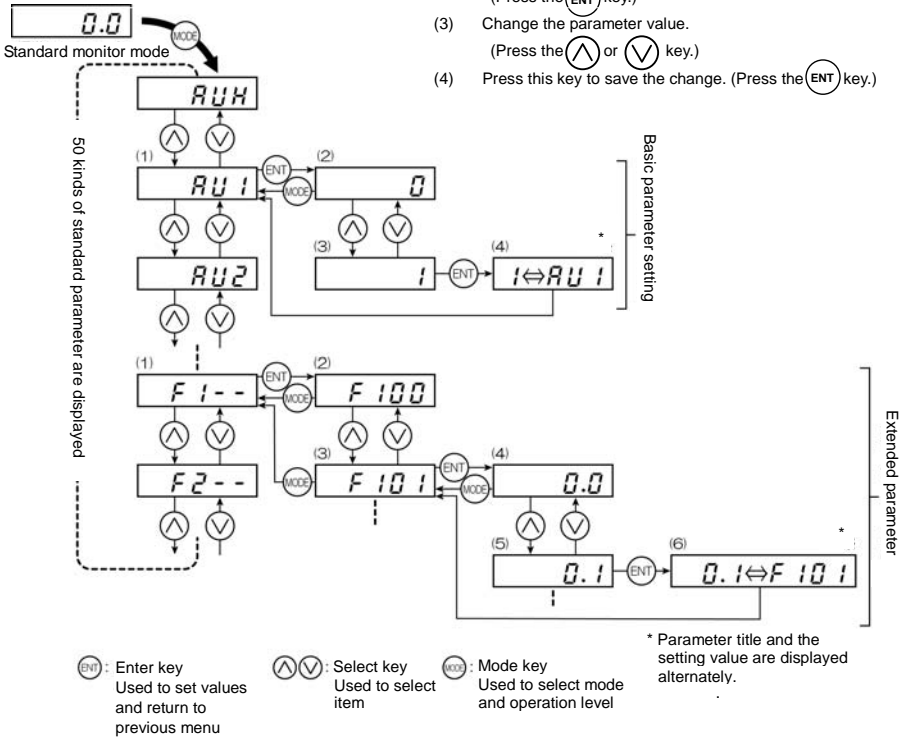 (Press the ENT key.)
(3) Change the parameter value.
(Press the or key.)
(4) Press this key to save the change. (Press the ENT key.)
0.0
MODE
Standard monitor mode
50 kinds of standard parameter are displayed
AUH
(1)
AU1
ENT
MODE
(2)
0
AU2
(3)
1
ENT
(4)
*
1⇔AU1
Basic parameter setting
(1)
F1--
ENT
MODE
(2)
F100
F2--
MODE
(3)
F101
ENT
MODE
(4)
0.0
(5)
0.1
ENT
(6)
*
0.1⇔F101
Extended parameter
* Parameter title and the
setting value are displayed
alternately.
ENT : Enter key
Used to set values
and return to
previous menu
: Select key
Used to select
item
MODE : Mode key
Used to select mode
and operation level